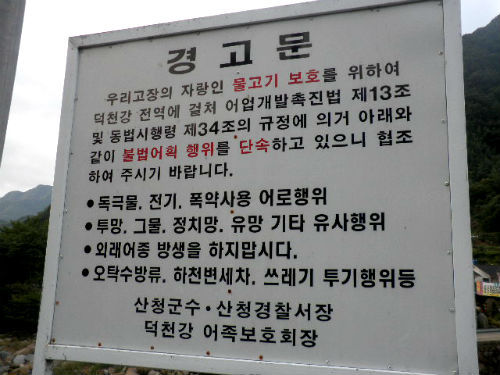 경고문
우리고장의 자랑인 물고기 보호를 위하여
덕천강 전역에 걸쳐 어업개발촉진법 제13조
및 동법시행령 제34조의 규정에 의거 아래와
같이 불법어획 행위를 단속하고 있으니 협조
하여 주시기 바랍니다.
● 독극물. 전기. 폭약사용 어로행위
● 투망. 그물. 정치망. 유망 기타 유사행위
● 외래어종 방생을 하지맙시다.
● 오탁수방류. 하천변세차. 쓰레기 투기행위등
산청군수 · 산청경찰서장
덕천강 어족보호회장